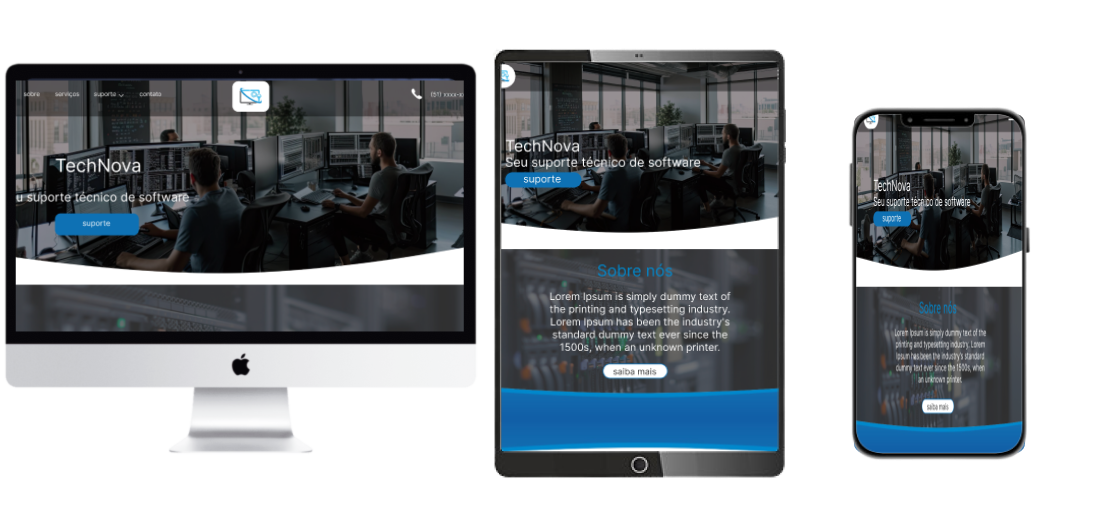 sobre serviços suporte contato (51) xxxx-x
TechNova
u suporte técnico de software
suporte
TechNova
Seu suporte técnico de software
suporte
Sobre nós
Lorem Ipsum is simply dummy text of
the printing and typesetting industry.
Lorem Ipsum has been the industry's
standard dummy text ever since the
1500s, when an unknown printer.
saiba mais
TechNova
Seu suporte técnico de software
suporte
Sobre nós
Lorem Ipsum is simply dummy text of the
printing and typesetting industry. Lorem
Ipsum has been the industry's standard
dummy text ever since the 1500s, when
an unknown printer.
saiba mais